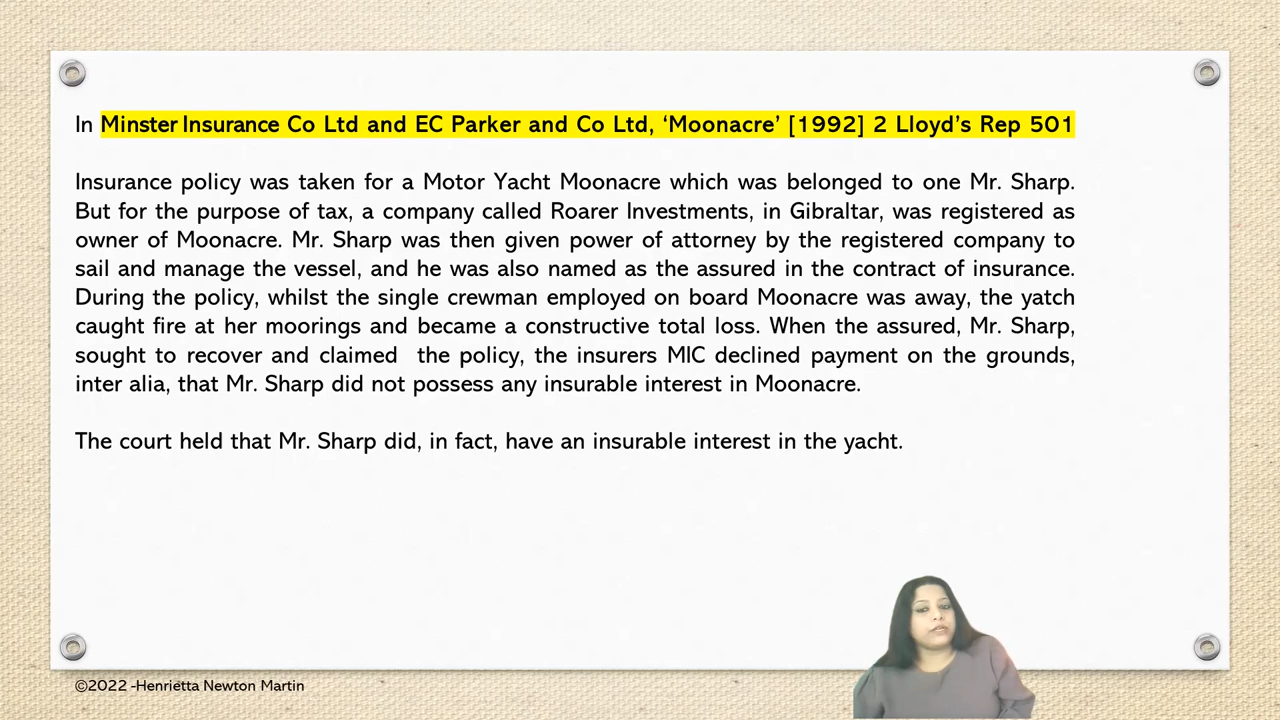 In Minster Insurance Co Ltd and EC Parker and Co Ltd, ‘Moonacre’ [1992] 2 Lloyd’s Rep 501
Insurance policy was taken for a Motor Yacht Moonacre which was belonged to one Mr. Sharp.
But for the purpose of tax, a company called Roarer Investments, in Gibraltar, was registered as
owner of Moonacre. Mr. Sharp was then given power of attorney by the registered company to
sail and manage the vessel, and he was also named as the assured in the contract of insurance.
During the policy, whilst the single crewman employed on board Moonacre was away, the yatch
caught fire at her moorings and became a constructive total loss. When the assured, Mr. Sharp,
sought to recover and claimed the policy, the insurers MIC declined payment on the grounds,
inter alia, that Mr. Sharp did not possess any insurable interest in Moonacre.
The court held that Mr. Sharp did, in fact, have an insurable interest in the yacht.
©2022 -Henrietta Newton Martin